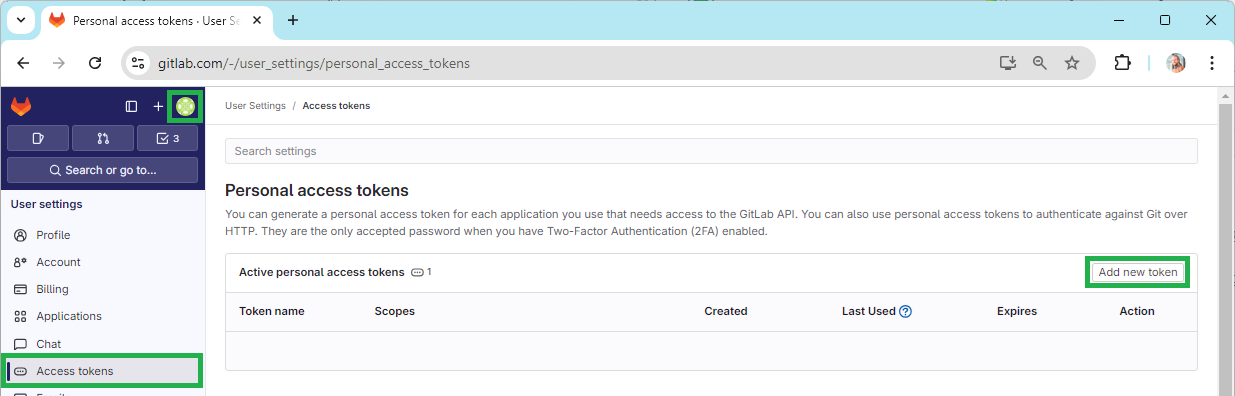 Personal access tokens · User Se
gitlab.com/-/user_settings/personal_access_tokens
3
Search or go to...
User settings
Profile
Account
Billing
Applications
Chat
Access tokens
User Settings / Access tokens
Search settings
Personal access tokens
You can generate a personal access token for each application you use that needs access to the GitLab API. You can also use personal access tokens to authenticate against Git over
HTTP. They are the only accepted password when you have Two-Factor Authentication (2FA) enabled.
Active personal access tokens 1
Add new token
Token name Scopes Created Last Used Expires Action